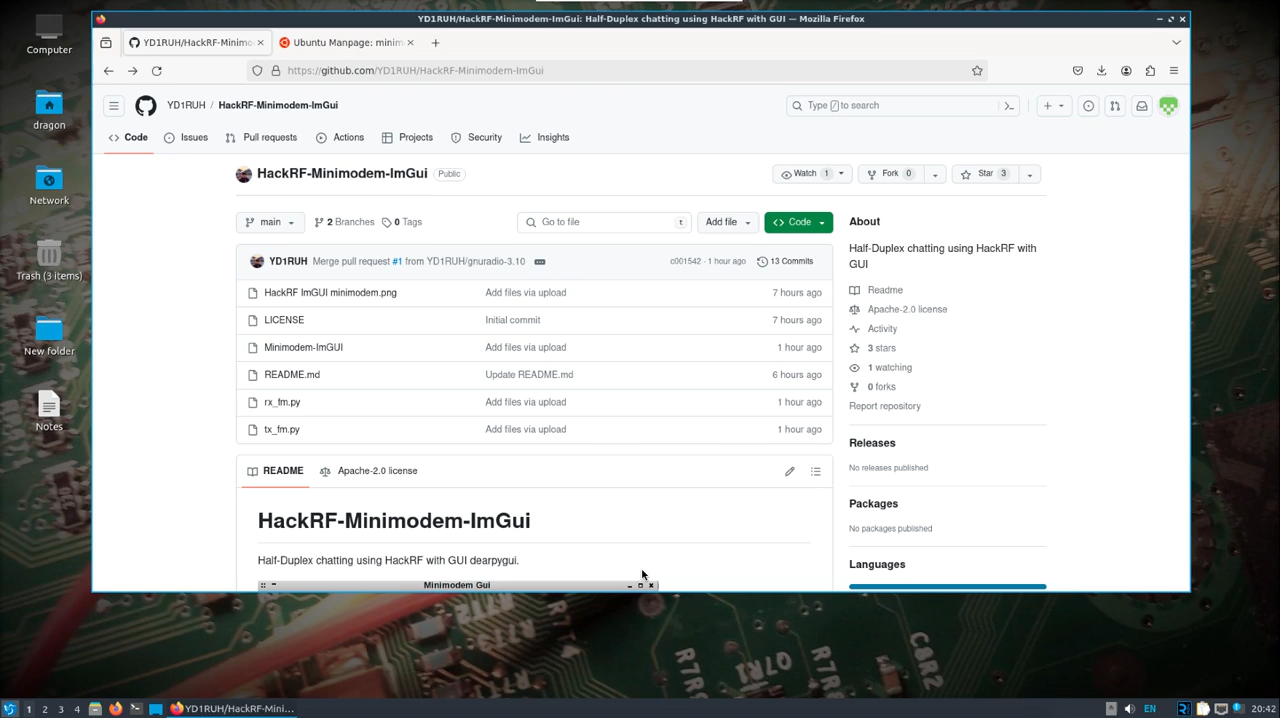 YD1RUH/HackRF-Minimodem-ImGui: Half-Duplex chatting using HackRF with GUI — Mozilla Firefox
YD1RUH/HackRF-Minimo
Ubuntu Manpage: minim
https://github.com/YD1RUH/HackRF-Minimodem-ImGui
YD1RUH / HackRF-Minimodem-ImGui
Type / to search
Code
Issues
Pull requests
Actions
Projects
Security
Insights
HackRF-Minimodem-ImGui
Public
Watch 1
Fork 0
Star 3
main
2 Branches
0 Tags
Go to file
t
Add file
Code
YD1RUH Merge pull request #1 from YD1RUH/gnuradio-3.10
c001542 · 1 hour ago
13 Commits
HackRF ImGUI minimodem.png Add files via upload 7 hours ago
LICENSE Initial commit 7 hours ago
Minimodem-ImGUI Add files via upload 1 hour ago
README.md Update README.md 6 hours ago
rx_fm.py Add files via upload 1 hour ago
tx_fm.py Add files via upload 1 hour ago
README
Apache-2.0 license
HackRF-Minimodem-ImGui
Half-Duplex chatting using HackRF with GUI dearpygui.
Minimodem Gui
About
Half-Duplex chatting using HackRF with
GUI
Readme
Apache-2.0 license
Activity
3 stars
1 watching
0 forks
Report repository
Releases
No releases published
Packages
No packages published
Languages
Computer
dragon
Network
Trash (3 items)
New folder
Notes
R7R
C8R2
1 2 3 4
YD1RUH/HackRF-Mini...
EN
20:42